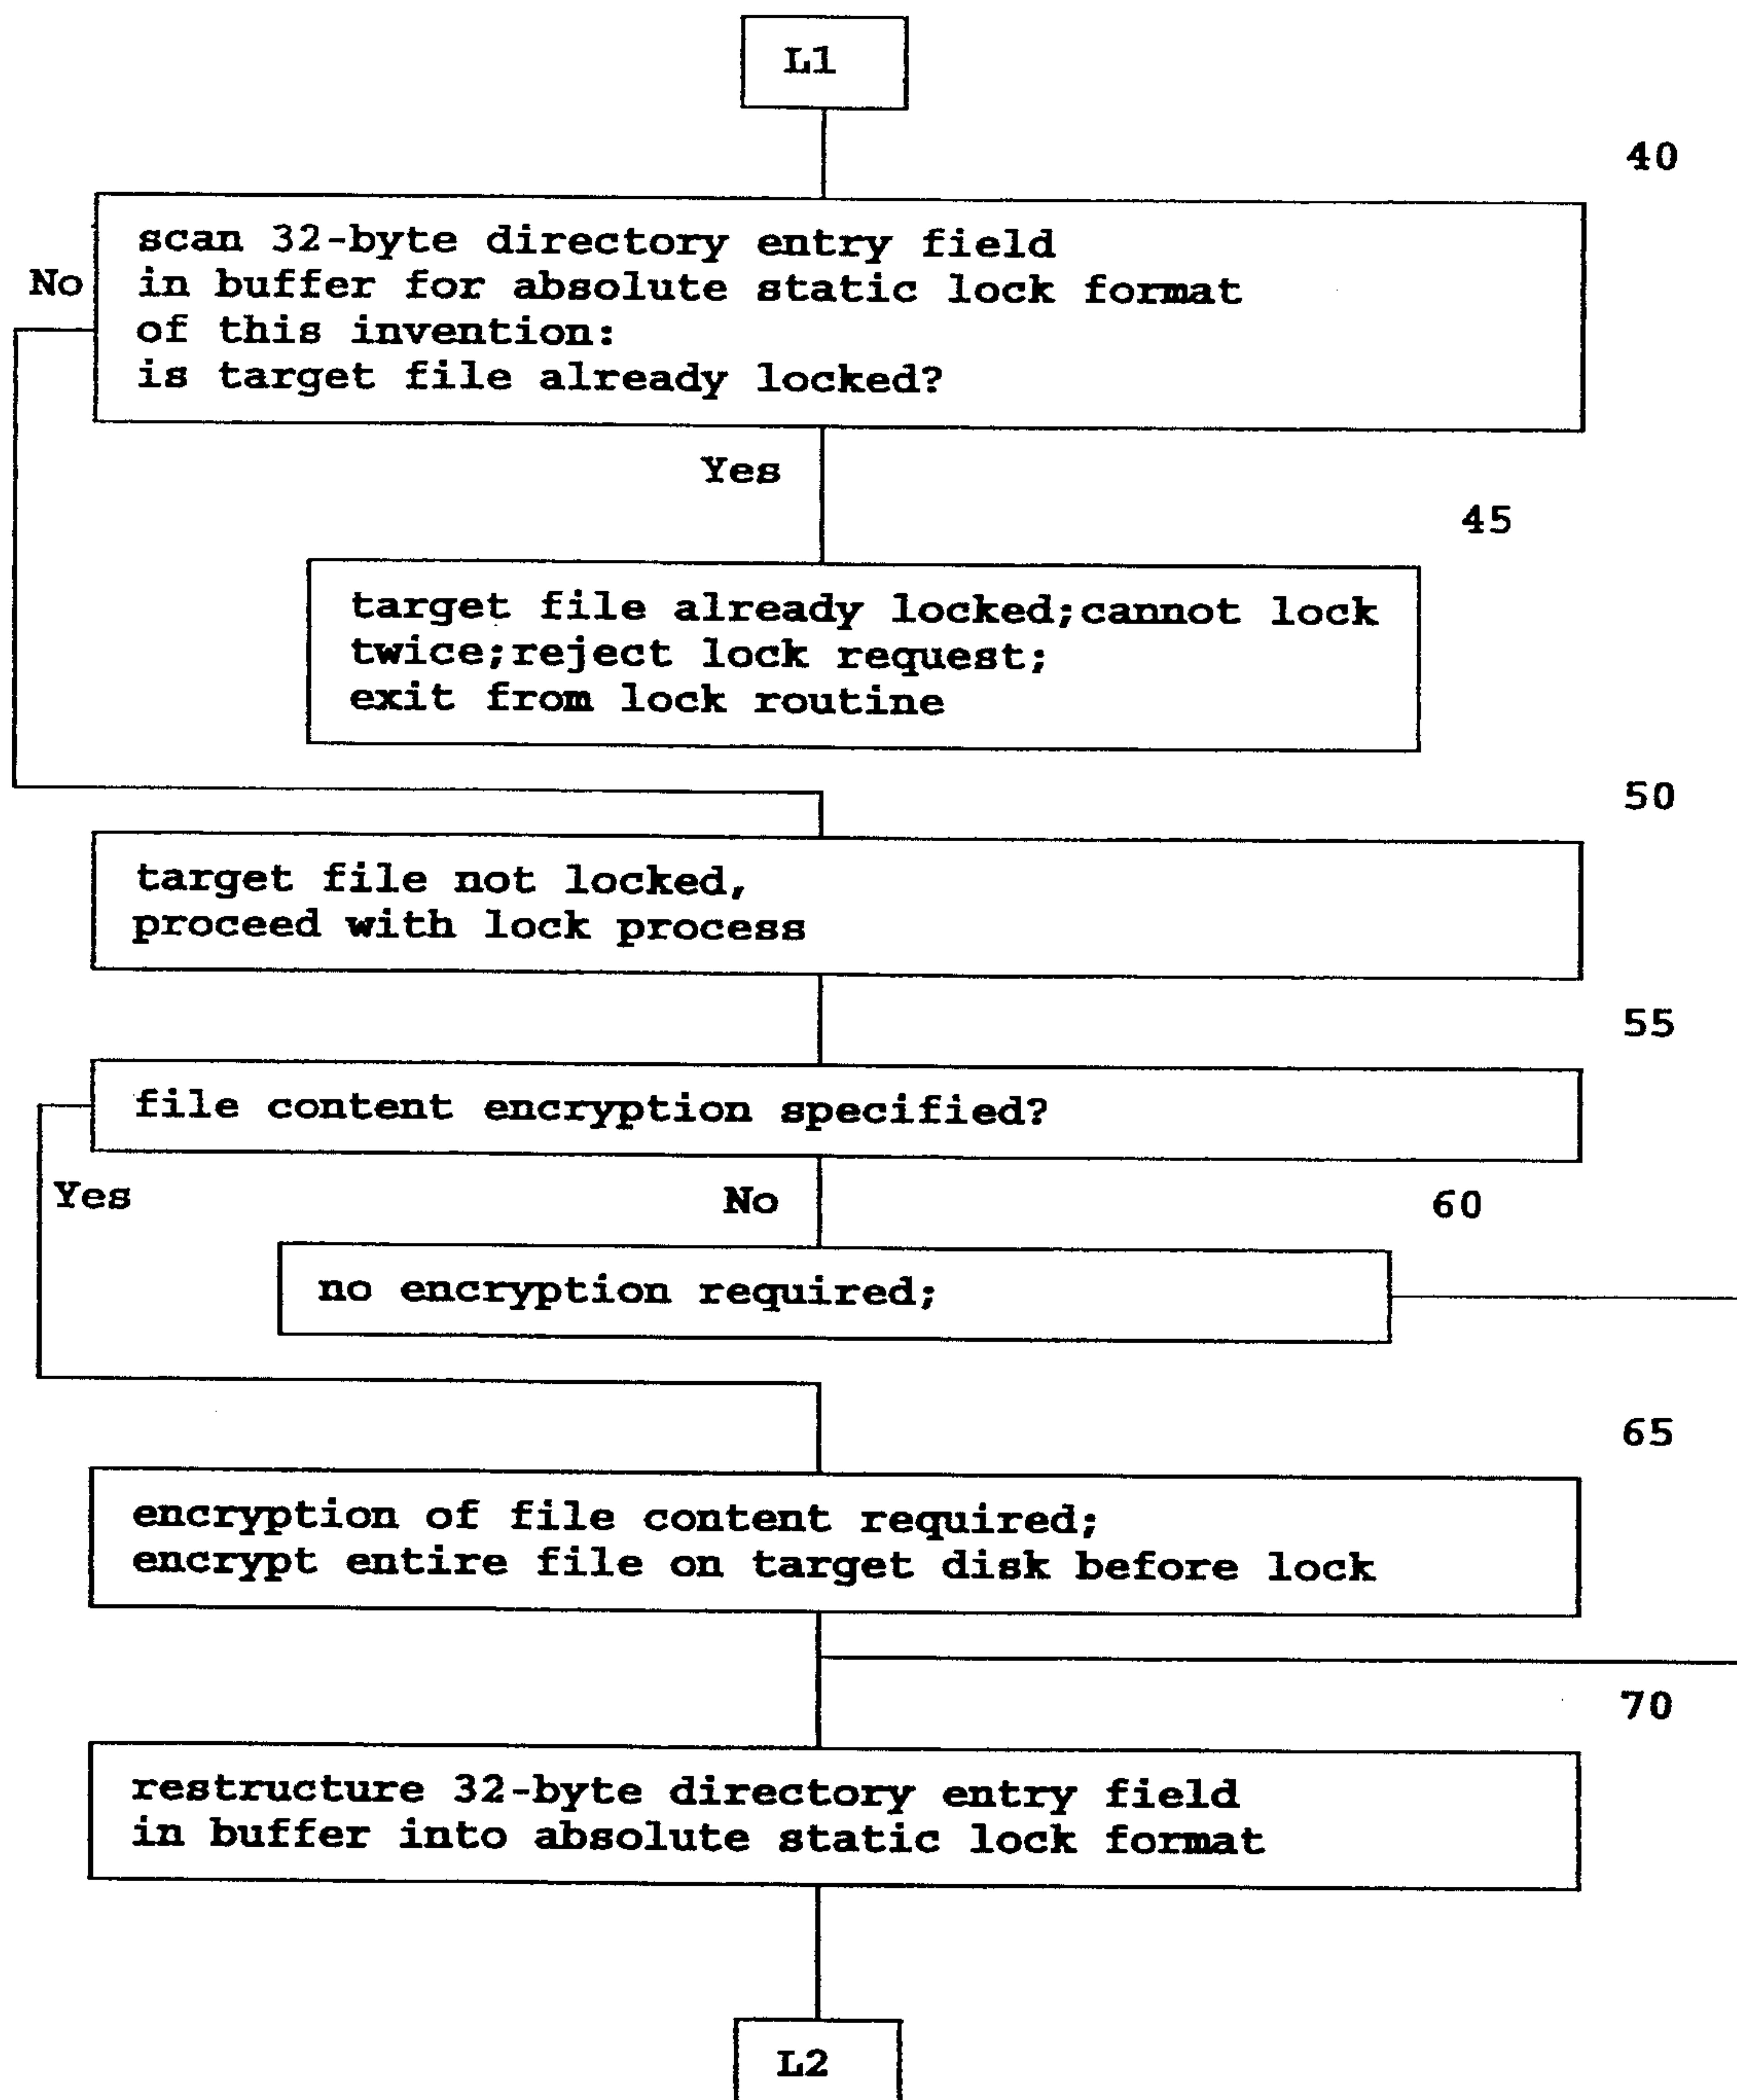 L1
40
scan 32-byte directory entry field
No
in buffer for absolute static lock format
of this invention:
is target file already locked?
Yes
45
target file already locked;cannot lock
twice;reject lock request;
exit from lock routine
50
target file not locked,
proceed with lock process
55
file content encryption specified?
Yes
No
60
no encryption required;
65
encryption of file content required;
encrypt entire file on target disk before lock
70
restructure 32-byte directory entry field
in buffer into absolute static lock format
L2